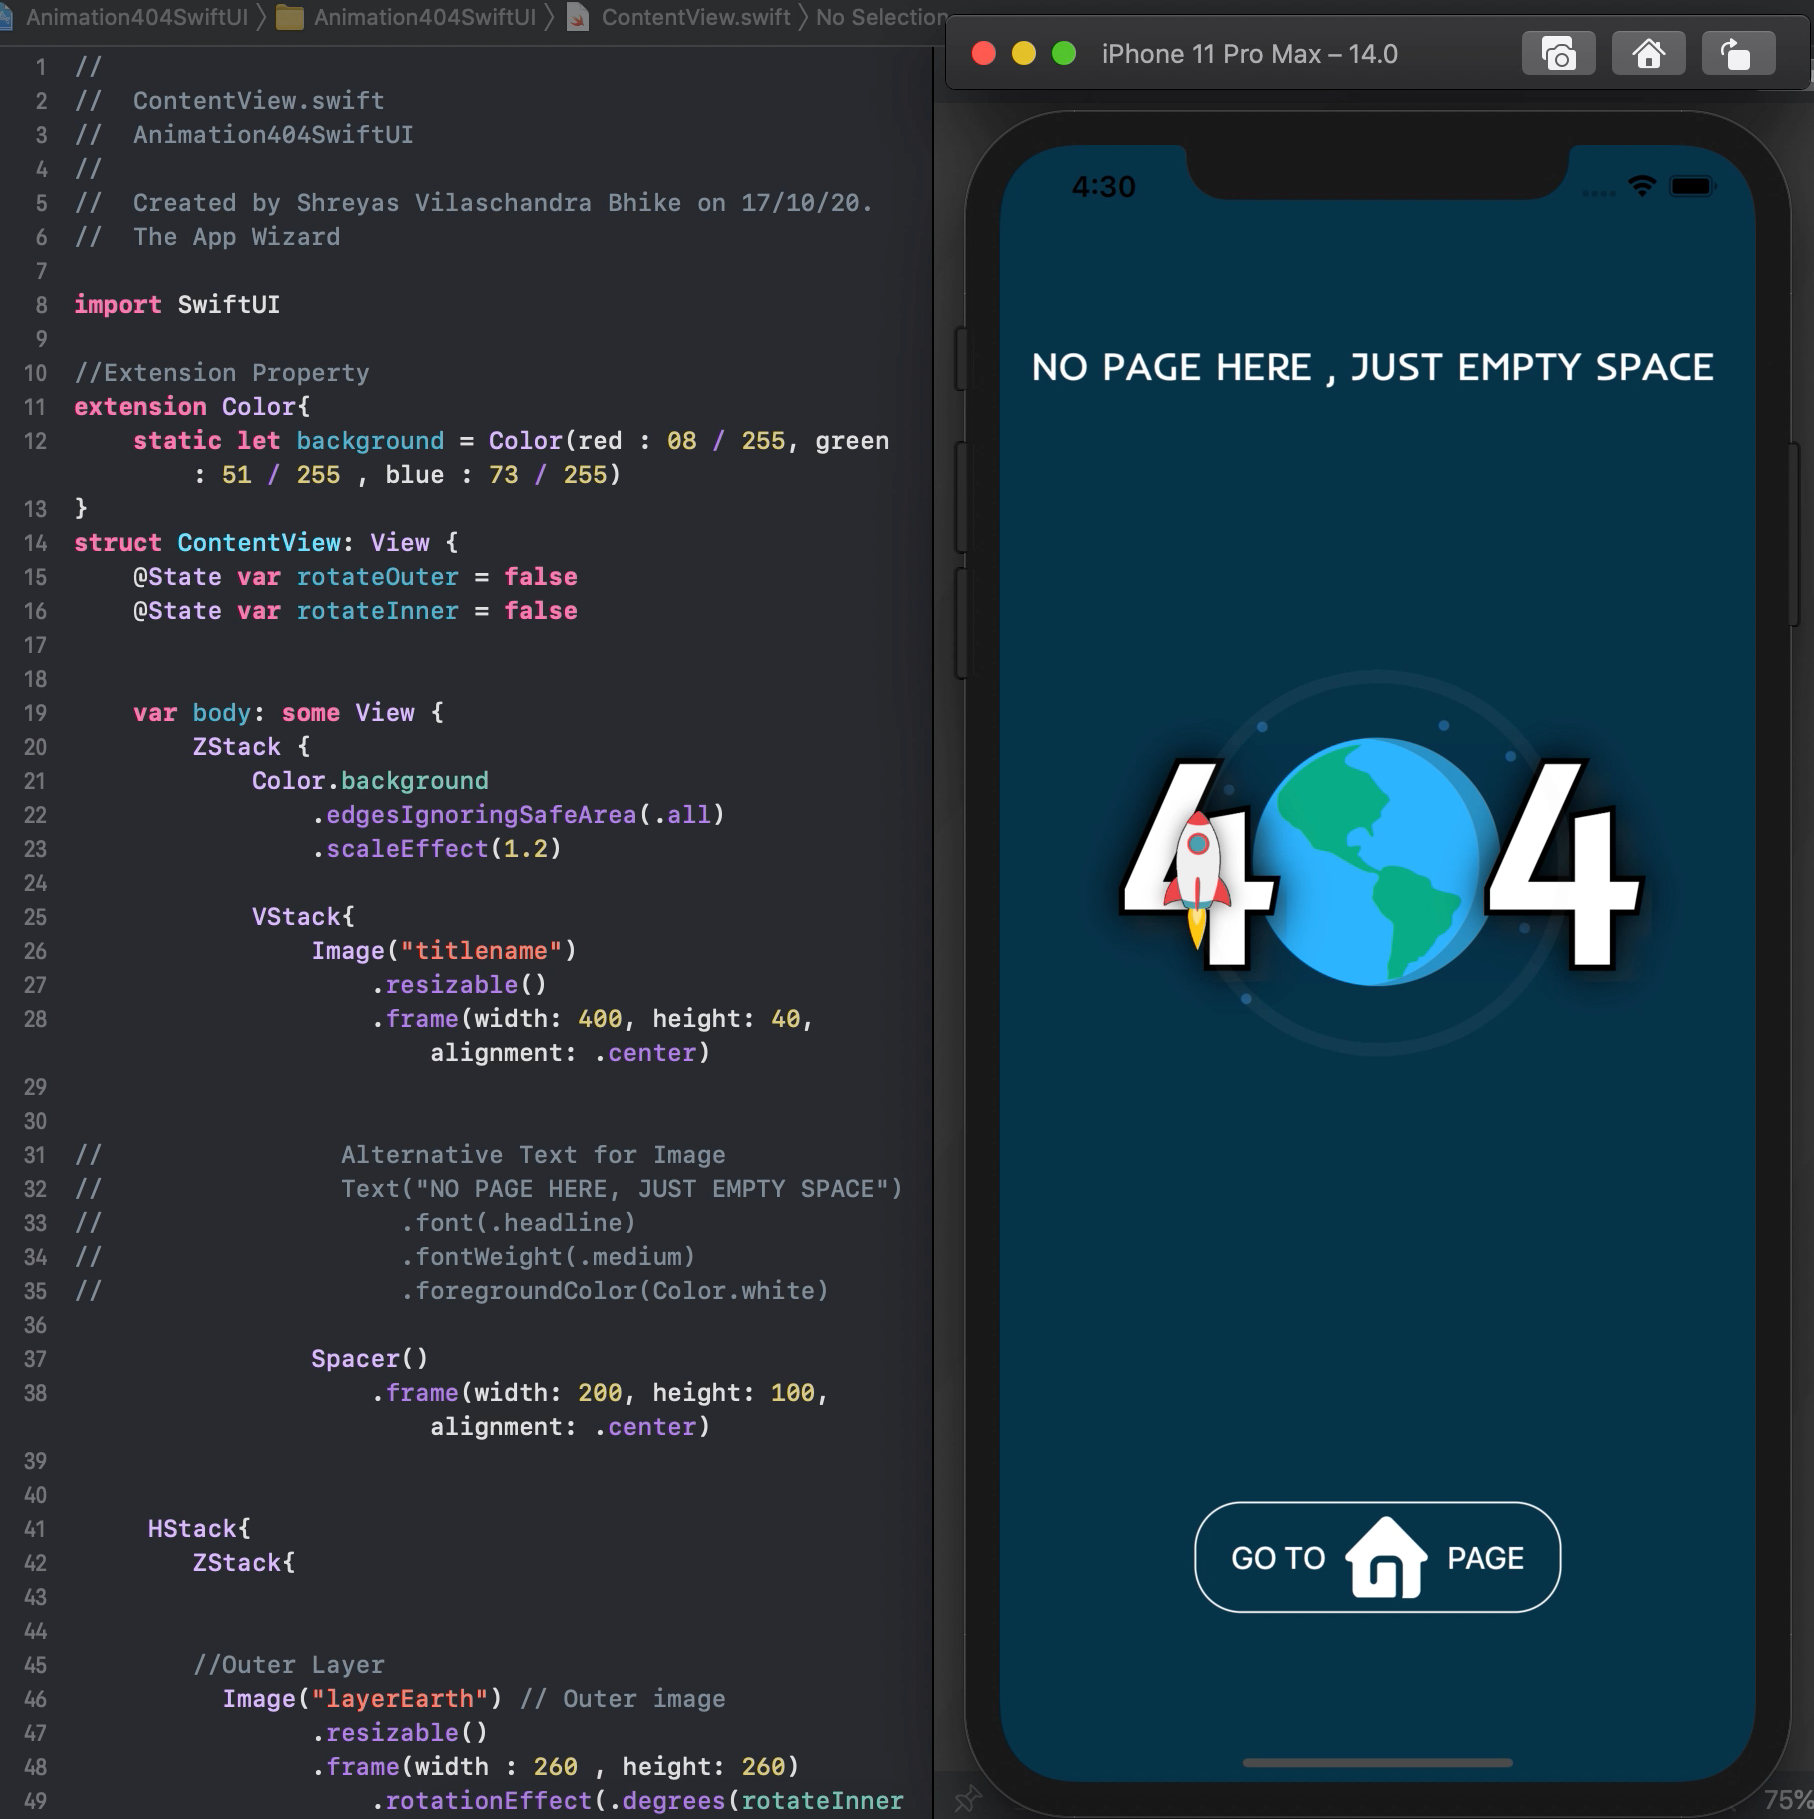 Animation404SwiftUI 〉 Animation404SwiftUI 〉 ContentView.swift 〉 No Selection
1 //
2 //  ContentView.swift
3 //  Animation404SwiftUI
4 //
5 //  Created by Shreyas Vilaschandra Bhike on 17/10/20.
6 //  The App Wizard
7
8 import SwiftUI
9
10 //Extension Property
11 extension Color{
12     static let background = Color(red : 08 / 255, green
: 51 / 255 , blue : 73 / 255)
13 }
14 struct ContentView: View {
15     @State var rotateOuter = false
16     @State var rotateInner = false
17
18
19     var body: some View {
20         ZStack {
21             Color.background
22                 .edgesIgnoringSafeArea(.all)
23                 .scaleEffect(1.2)
24
25             VStack{
26                 Image("titlename")
27                     .resizable()
28                     .frame(width: 400, height: 40,
alignment: .center)
29
30
31 //                Alternative Text for Image
32 //                Text("NO PAGE HERE, JUST EMPTY SPACE")
33 //                    .font(.headline)
34 //                    .fontWeight(.medium)
35 //                    .foregroundColor(Color.white)
36
37                 Spacer()
38                     .frame(width: 200, height: 100,
alignment: .center)
39
40
41      HStack{
42         ZStack{
43
44
45         //Outer Layer
46           Image("layerEarth") // Outer image
47                 .resizable()
48                 .frame(width : 260 , height: 260)
49                     .rotationEffect(.degrees(rotateInner
iPhone 11 Pro Max – 14.0
4:30
NO PAGE HERE , JUST EMPTY SPACE
4 4
GO TO PAGE
75%